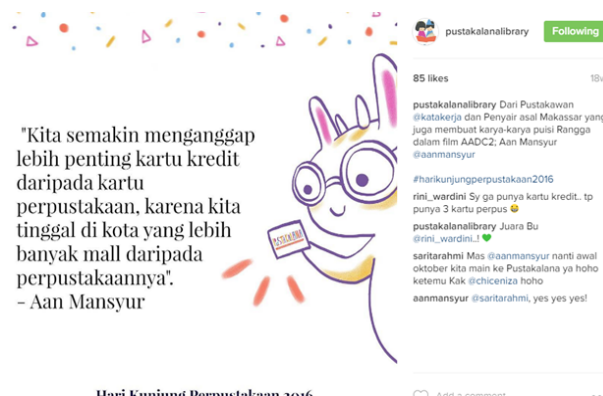 "Kita semakin menganggap
lebih penting kartu kredit
daripada kartu
perpustakaan, karena kita
tinggal di kota yang lebih
banyak mall daripada
perpustakaannya".
– Aan Mansyur
Hari Kunjung Perpustakaan 2016
pustakalanalibrary
Following
85 likes
18w
pustakalanalibrary Dari Pustakawan
@katakerja dan Penyair asal Makassar yang
juga membuat karya-karya puisi Rangga
dalam film AADC2; Aan Mansyur
@aanmansyur
#harikunjungperpustakaan2016
rini_wardini Sy ga punya kartu kredit.. tp
punya 3 kartu perpus 😂
pustakalanalibrary Juara Bu
@rini_wardini..! 💚
saritarahmi Mas @aanmansyur nanti awal
oktober kita main ke Pustakalana ya hoho
ketemu Kak @chiceniza hoho
aanmansyur @saritarahmi, yes yes yes!
Add a comment